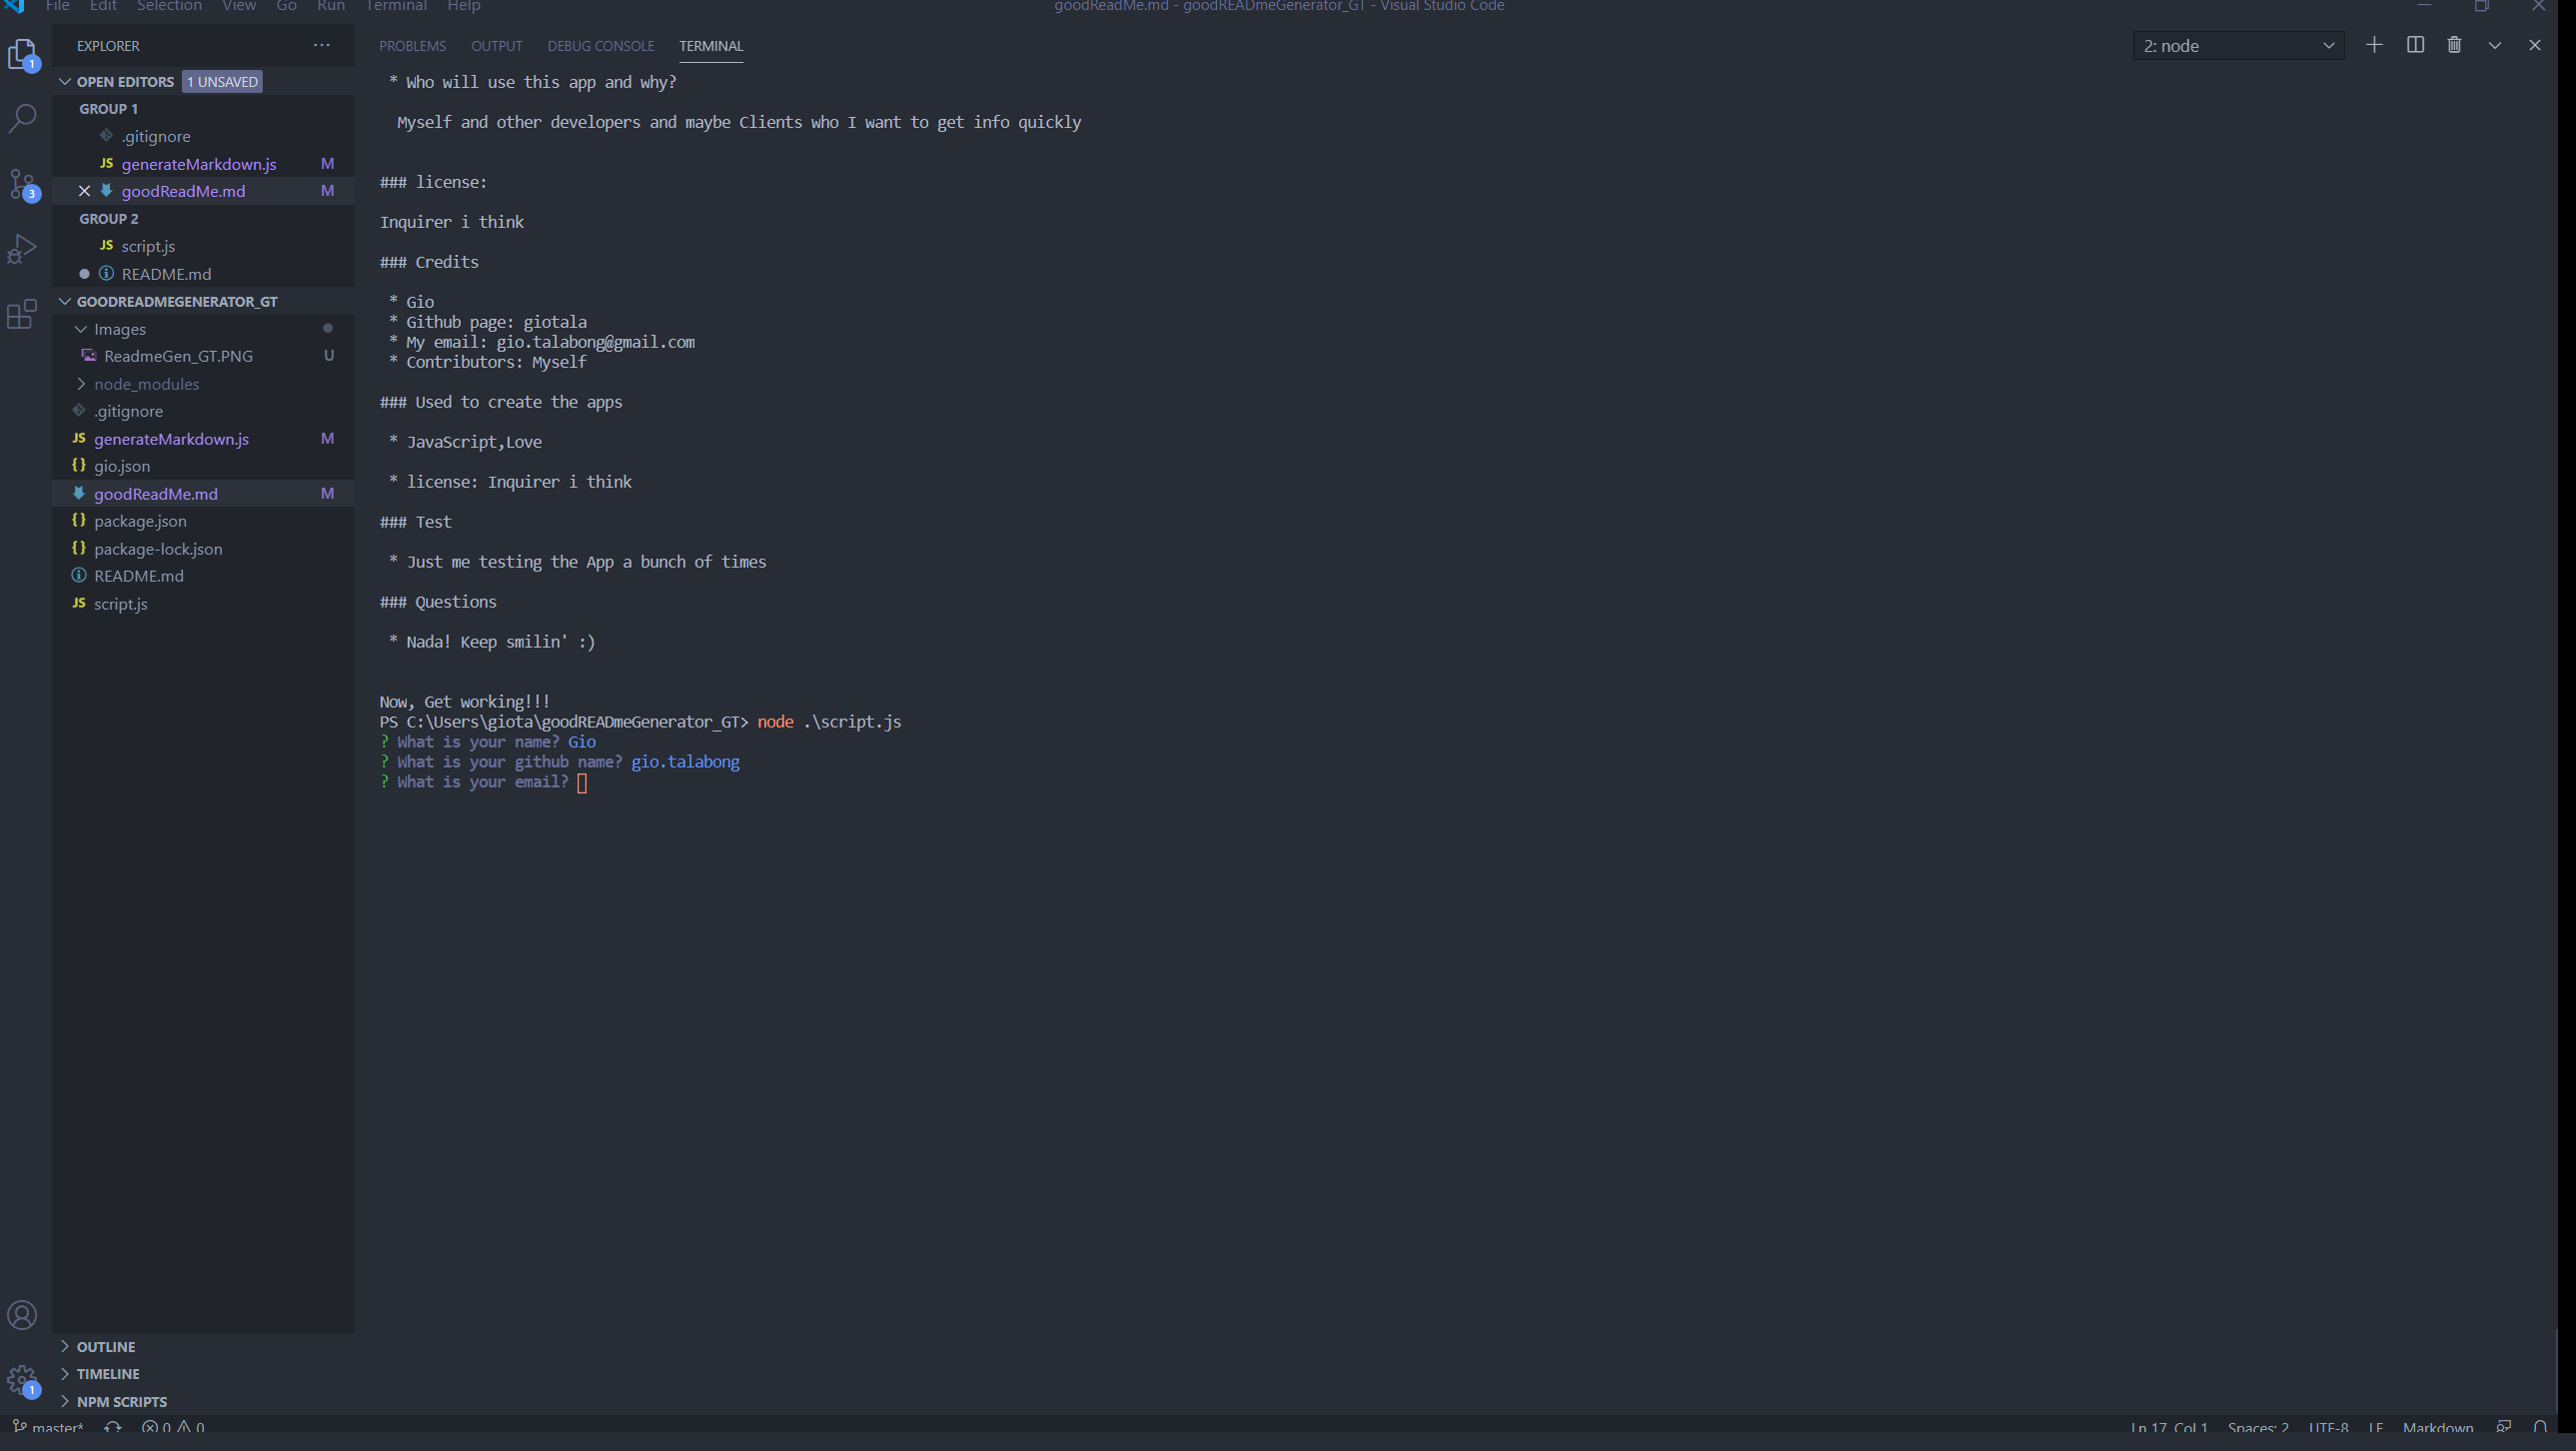 File Edit Selection View Go Run Terminal Help
goodReadMe.md - goodREADmeGenerator_GT - Visual Studio Code
EXPLORER
1
OPEN EDITORS 1 UNSAVED
GROUP 1
.gitignore
JS generateMarkdown.js M
goodReadMe.md M
3
GROUP 2
JS script.js
README.md
GOODREADMEGENERATOR_GT
Images
ReadmeGen_GT.PNG U
node_modules
.gitignore
JS generateMarkdown.js M
{} gio.json
goodReadMe.md M
{} package.json
{} package-lock.json
README.md
JS script.js
OUTLINE
TIMELINE
1
NPM SCRIPTS
PROBLEMS OUTPUT DEBUG CONSOLE TERMINAL
2: node
* Who will use this app and why?
Myself and other developers and maybe Clients who I want to get info quickly
### license:
Inquirer i think
### Credits
* Gio
* Github page: giotala
* My email: gio.talabong@gmail.com
* Contributors: Myself
### Used to create the apps
* JavaScript,Love
* license: Inquirer i think
### Test
* Just me testing the App a bunch of times
### Questions
* Nada! Keep smilin' :)
Now, Get working!!!
PS C:\Users\giota\goodREADmeGenerator_GT> node .\script.js
? What is your name? Gio
? What is your github name? gio.talabong
? What is your email?
master* 0 0
Ln 17, Col 1 Spaces: 2 UTF-8 LF Markdown